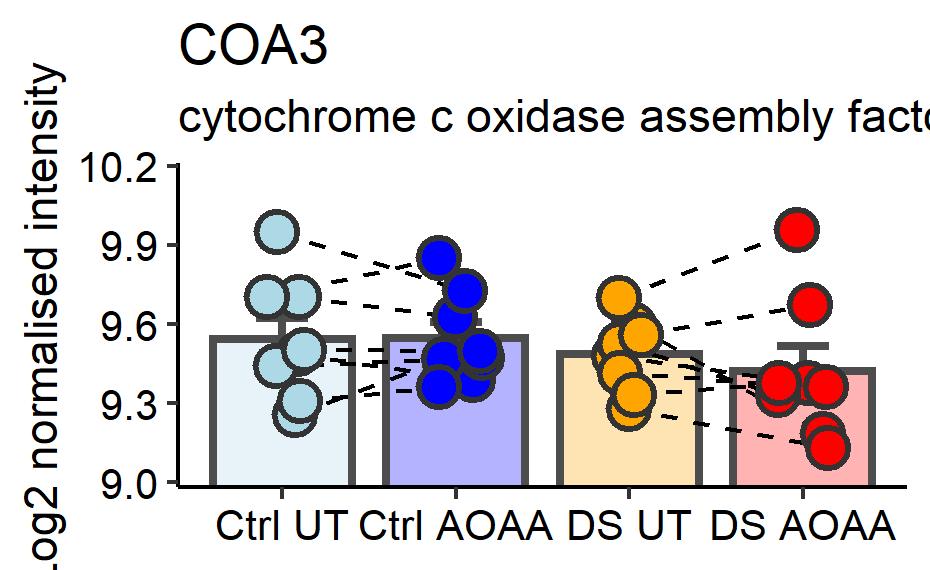 COA3
cytochrome c oxidase assembly facto
Log2 normalised intensity
10.2
9.9
9.6
9.3
9.0
Ctrl UT
Ctrl AOAA
DS UT
DS AOAA